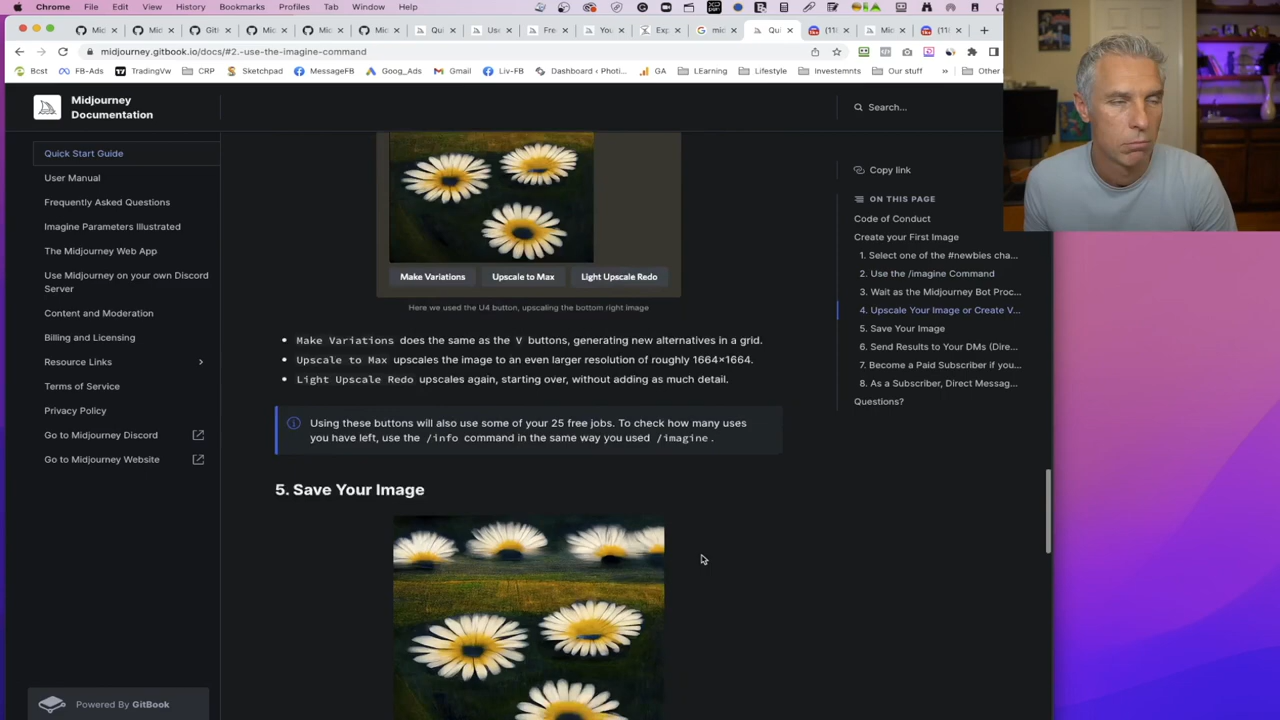 Chrome File Edit View History Bookmarks Profiles Tab Window Help
midjourney.gitbook.io/docs/#2.-use-the-imagine-command
Bcst FB-Ads TradingVw CRP Sketchpad MessageFB Goog_Ads Gmail Liv-FB Dashboard ‹ Photi... GA LEarning Lifestyle Investemnts Our stuff » Other
Midjourney
Documentation
Search...
Quick Start Guide
User Manual
Frequently Asked Questions
Imagine Parameters Illustrated
The Midjourney Web App
Use Midjourney on your own Discord
Server
Content and Moderation
Billing and Licensing
Resource Links
Terms of Service
Privacy Policy
Go to Midjourney Discord
Go to Midjourney Website
Powered By GitBook
Make Variations Upscale to Max Light Upscale Redo
Here we used the U4 button, upscaling the bottom right image
• Make Variations does the same as the V buttons, generating new alternatives in a grid.
• Upscale to Max upscales the image to an even larger resolution of roughly 1664×1664.
• Light Upscale Redo upscales again, starting over, without adding as much detail.
Using these buttons will also use some of your 25 free jobs. To check how many uses
you have left, use the /info command in the same way you used /imagine.
5. Save Your Image
Copy link
ON THIS PAGE
Code of Conduct
Create your First Image
1. Select one of the #newbies cha...
2. Use the /imagine Command
3. Wait as the Midjourney Bot Proc...
4. Upscale Your Image or Create V...
5. Save Your Image
6. Send Results to Your DMs (Dire...
7. Become a Paid Subscriber if you...
8. As a Subscriber, Direct Messag...
Questions?